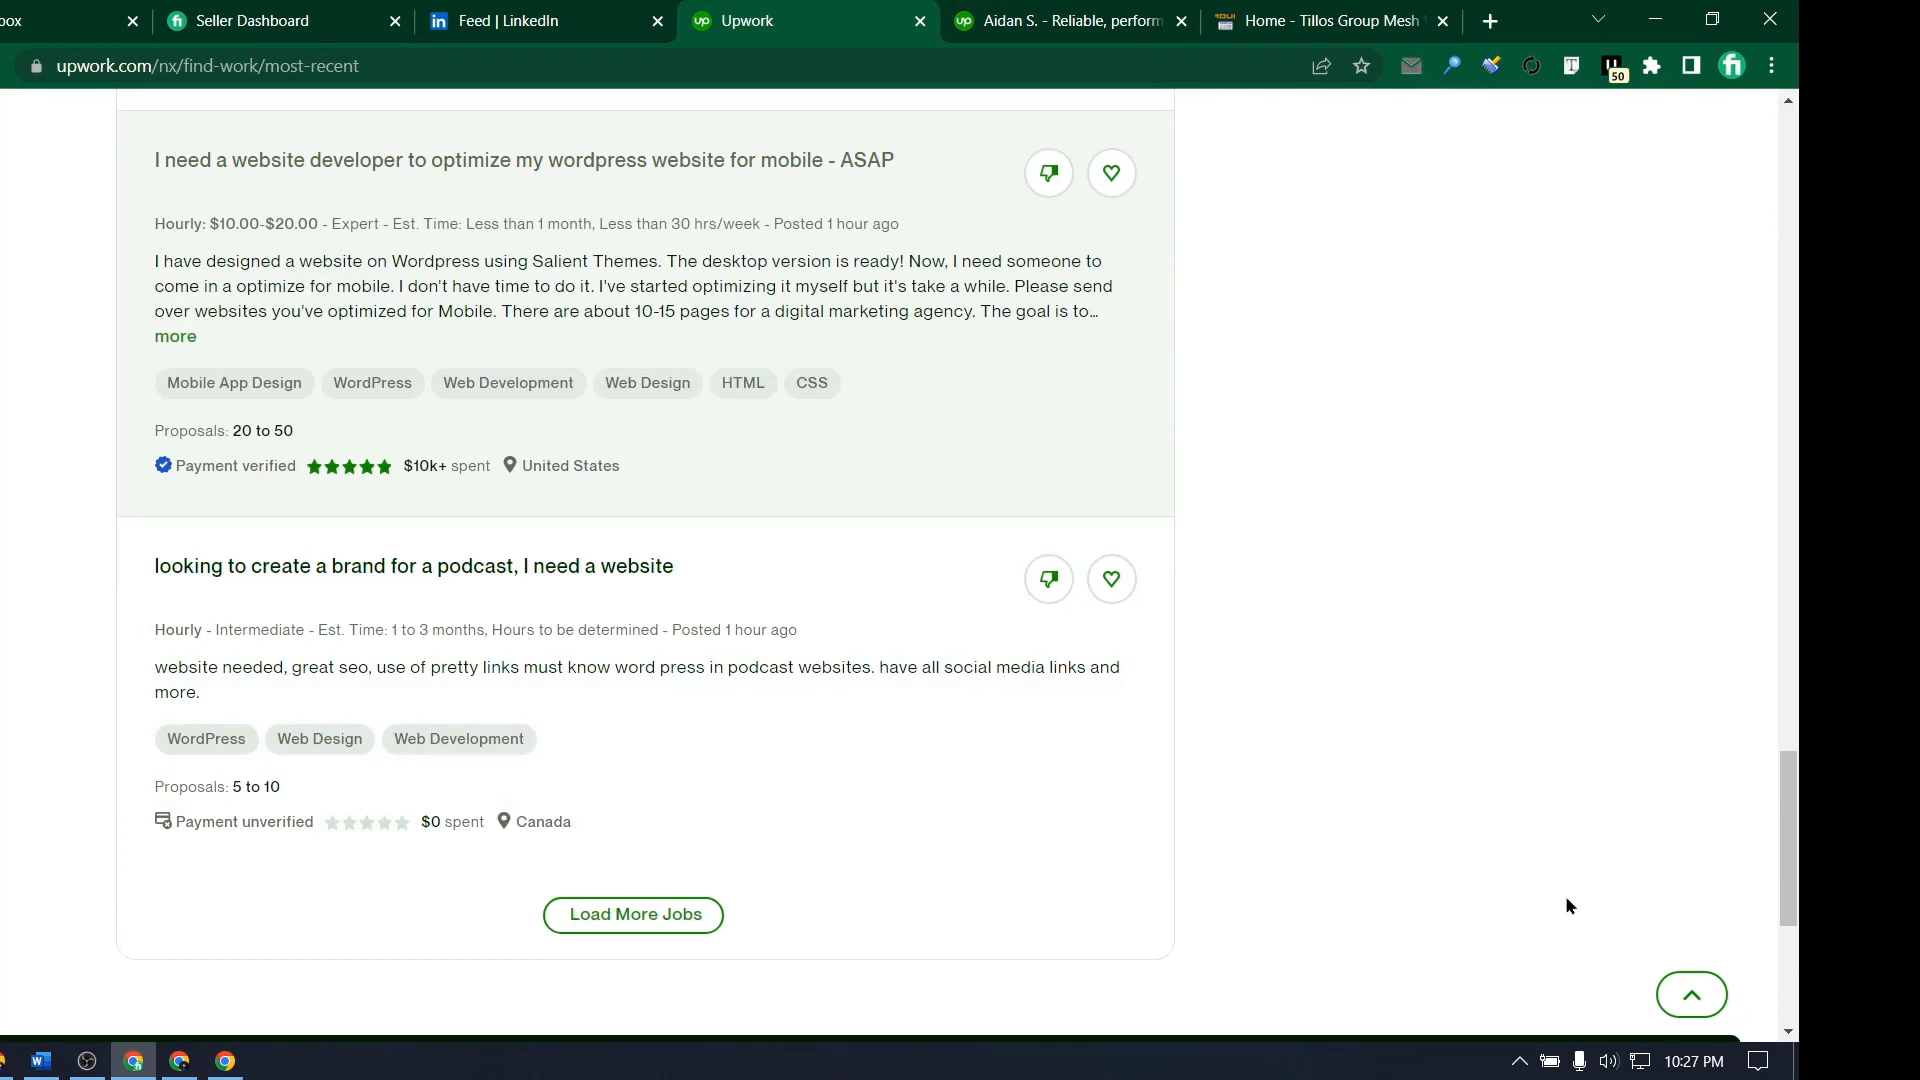 box
Seller Dashboard
Feed | LinkedIn
Upwork
Aidan S. - Reliable, perform
Home - Tillos Group Mesh
upwork.com/nx/find-work/most-recent
50
I need a website developer to optimize my wordpress website for mobile - ASAP
Hourly: $10.00-$20.00 - Expert - Est. Time: Less than 1 month, Less than 30 hrs/week - Posted 1 hour ago
I have designed a website on Wordpress using Salient Themes. The desktop version is ready! Now, I need someone to
come in a optimize for mobile. I don't have time to do it. I've started optimizing it myself but it's take a while. Please send
over websites you've optimized for Mobile. There are about 10-15 pages for a digital marketing agency. The goal is to...
more
Mobile App Design WordPress Web Development Web Design HTML CSS
Proposals: 20 to 50
Payment verified $10k+ spent United States
looking to create a brand for a podcast, I need a website
Hourly - Intermediate - Est. Time: 1 to 3 months, Hours to be determined - Posted 1 hour ago
website needed, great seo, use of pretty links must know word press in podcast websites. have all social media links and
more.
WordPress Web Design Web Development
Proposals: 5 to 10
Payment unverified $0 spent Canada
Load More Jobs
10:27 PM